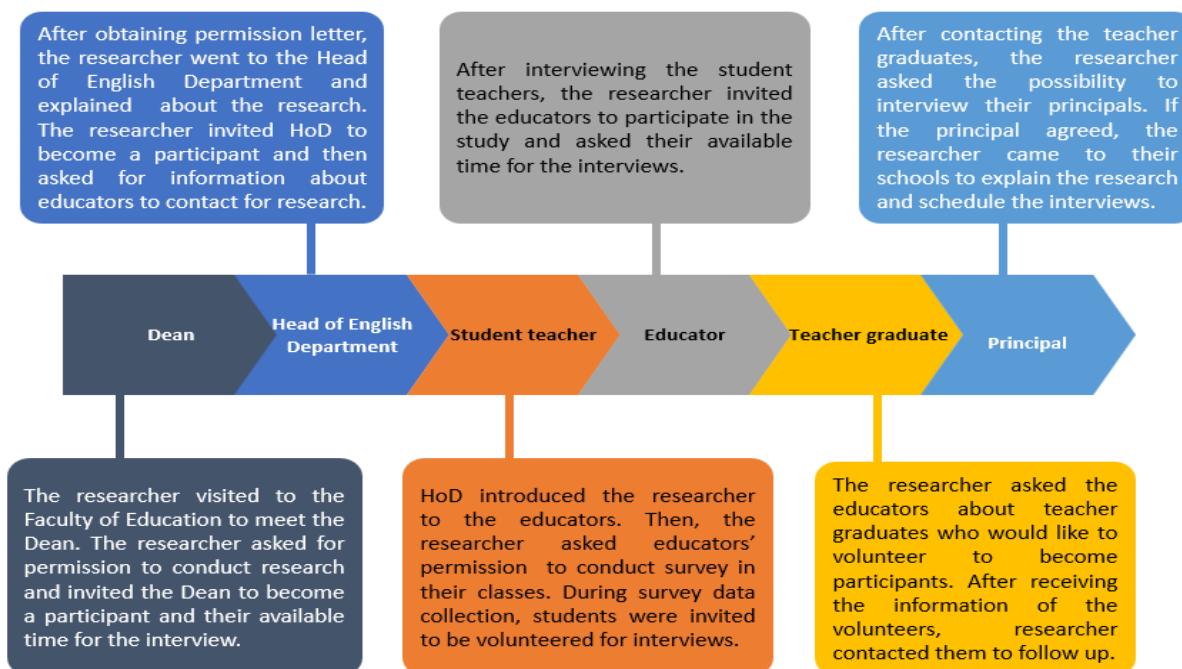 After obtaining permission letter,
the researcher went to the Head
of English Department and
explained about the research.
The researcher invited HoD to
become a participant and then
asked for information about
educators to contact for research.
After interviewing the student
teachers, the researcher invited
the educators to participate in
the study and asked their available
time for the interviews.
After contacting the teacher
graduates, the researcher
asked the possibility to
interview their principals. If
the principal agreed, the
researcher came to their
schools to explain the research
and schedule the interviews.
Dean
Head of English
Department
Student teacher
Educator
Teacher graduate
Principal
The researcher visited to the
Faculty of Education to meet the
Dean. The researcher asked for
permission to conduct research
and invited the Dean to become
a participant and their available
time for the interview.
HoD introduced the researcher
to the educators. Then, the
researcher asked educators’
permission to conduct survey in
their classes. During survey data
collection, students were invited
to be volunteered for interviews.
The researcher asked the
educators about teacher
graduates who would like to
volunteer to become
participants. After receiving
the information of the
volunteers, researcher
contacted them to follow up.